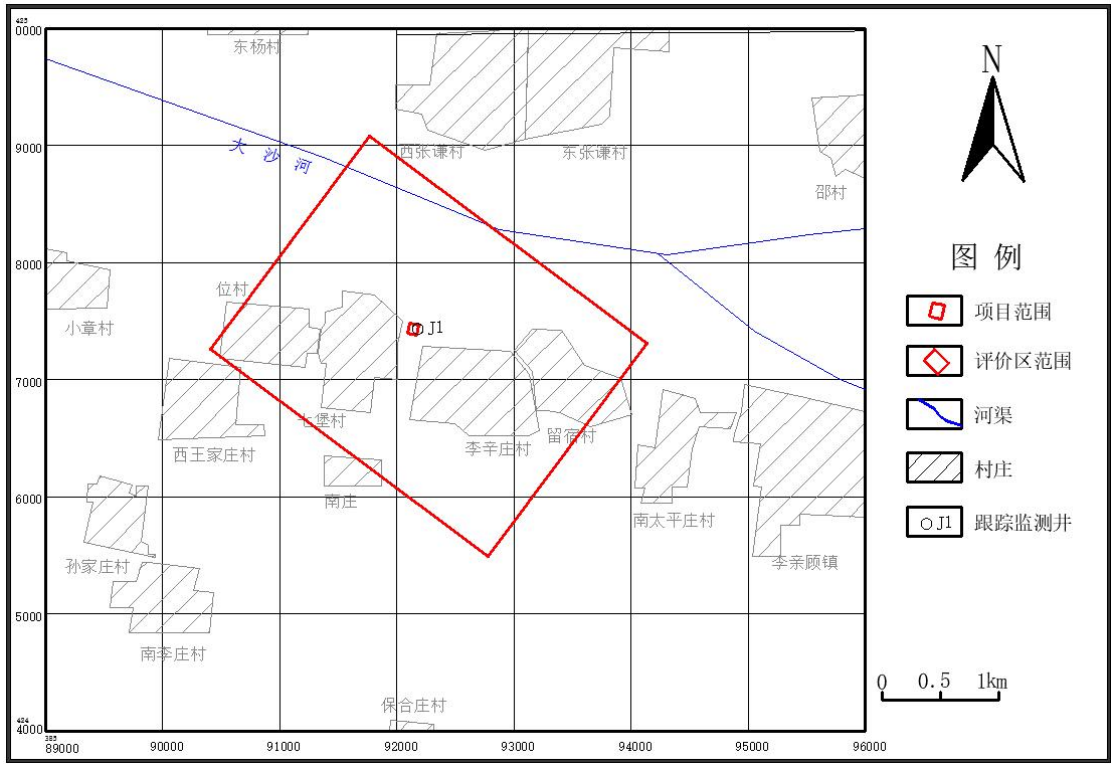 425
0000
东杨村
西张谦村
东张谦村
N
大沙河
9000
邵村
8000
图 例
位村
小章村
J1
项目范围
7000
评价区范围
七堡村
李辛庄村
留宿村
河渠
西王家庄村
村庄
6000
南庄
南太平庄村
J1
跟踪监测井
孙家庄村
李亲顾镇
5000
南李庄村
0 0.5 1km
保合庄村
424
4000
385
89000 90000 91000 92000 93000 94000 95000 96000